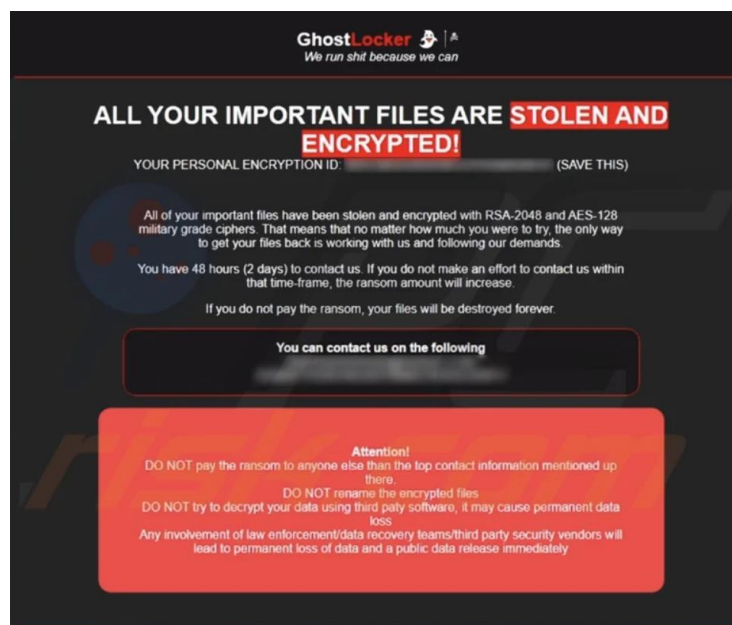 GhostLocker
We run shit because we can
ALL YOUR IMPORTANT FILES ARE STOLEN AND
ENCRYPTED!
YOUR PERSONAL ENCRYPTION ID: (SAVE THIS)
All of your important files have been stolen and encrypted with RSA-2048 and AES-128
military grade ciphers. That means that no matter how much you were to try, the only way
to get your files back is working with us and following our demands.
You have 48 hours (2 days) to contact us. If you do not make an effort to contact us within
that time-frame, the ransom amount will increase.
If you do not pay the ransom, your files will be destroyed forever.
You can contact us on the following
Attention!
DO NOT pay the ransom to anyone else than the top contact information mentioned up
there.
DO NOT rename the encrypted files
DO NOT try to decrypt your data using third paty software, it may cause permanent data
loss
Any involvement of law enforcement/data recovery teams/third party security vendors will
lead to permanent loss of data and a public data release immediately
PC
risk.com